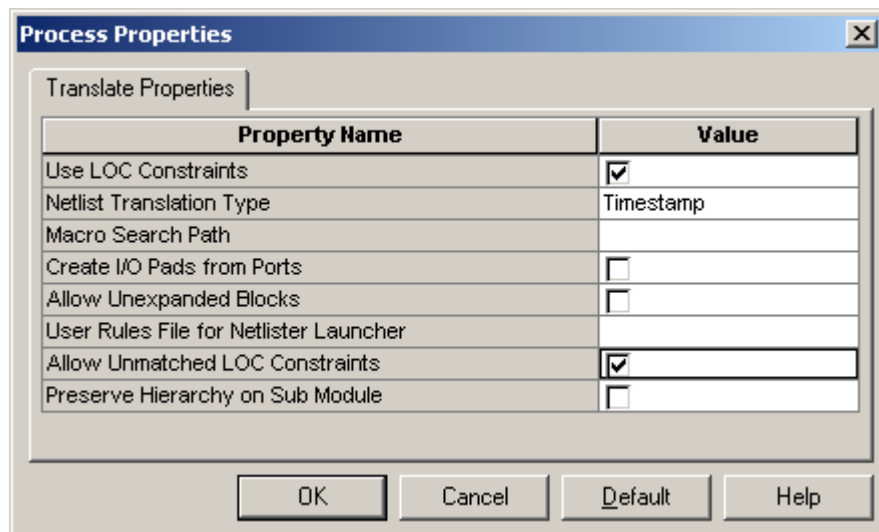 Process Properties
Translate Properties
Property Name Value
Use LOC Constraints
Netlist Translation Type Timestamp
Macro Search Path
Create I/O Pads from Ports
Allow Unexpanded Blocks
User Rules File for Netlister Launcher
Allow Unmatched LOC Constraints
Preserve Hierarchy on Sub Module
OK Cancel Default Help